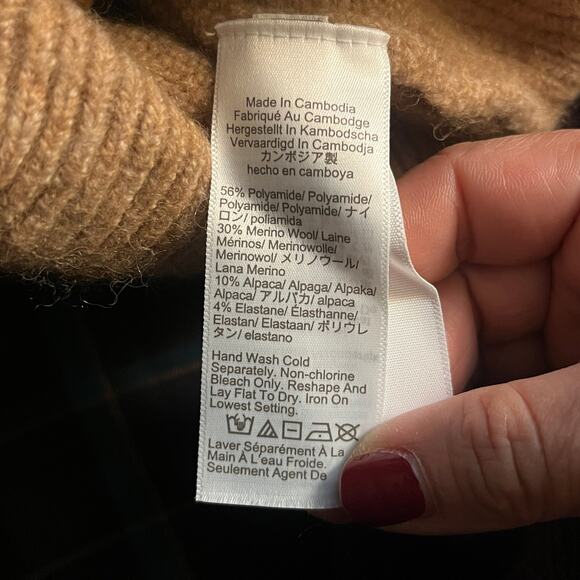 Made In Cambodia
Fabriqué Au Cambodge
Hergestellt In Kambodscha
Vervaardigd In Cambodja
カンボジア製
hecho en camboya
56% Polyamide/ Polyamide/
Polyamide/ Polyamide/ ナイ
ロン/ poliamida
30% Merino Wool/ Laine
Mérinos/ Merinowolle/
Merinowol/ メリノウール/
Lana Merino
10% Alpaca/ Alpaga/ Alpaka/
Alpaca/ アルパカ/ alpaca
4% Elastane/ Élasthanne/
Elastan/ Elastaan/ ポリウレ
タン/ elastano
Hand Wash Cold
Separately. Non-chlorine
Bleach Only. Reshape And
Lay Flat To Dry. Iron On
Lowest Setting.
Laver Séparément À La
Main À L'eau Froide.
Seulement Agent De